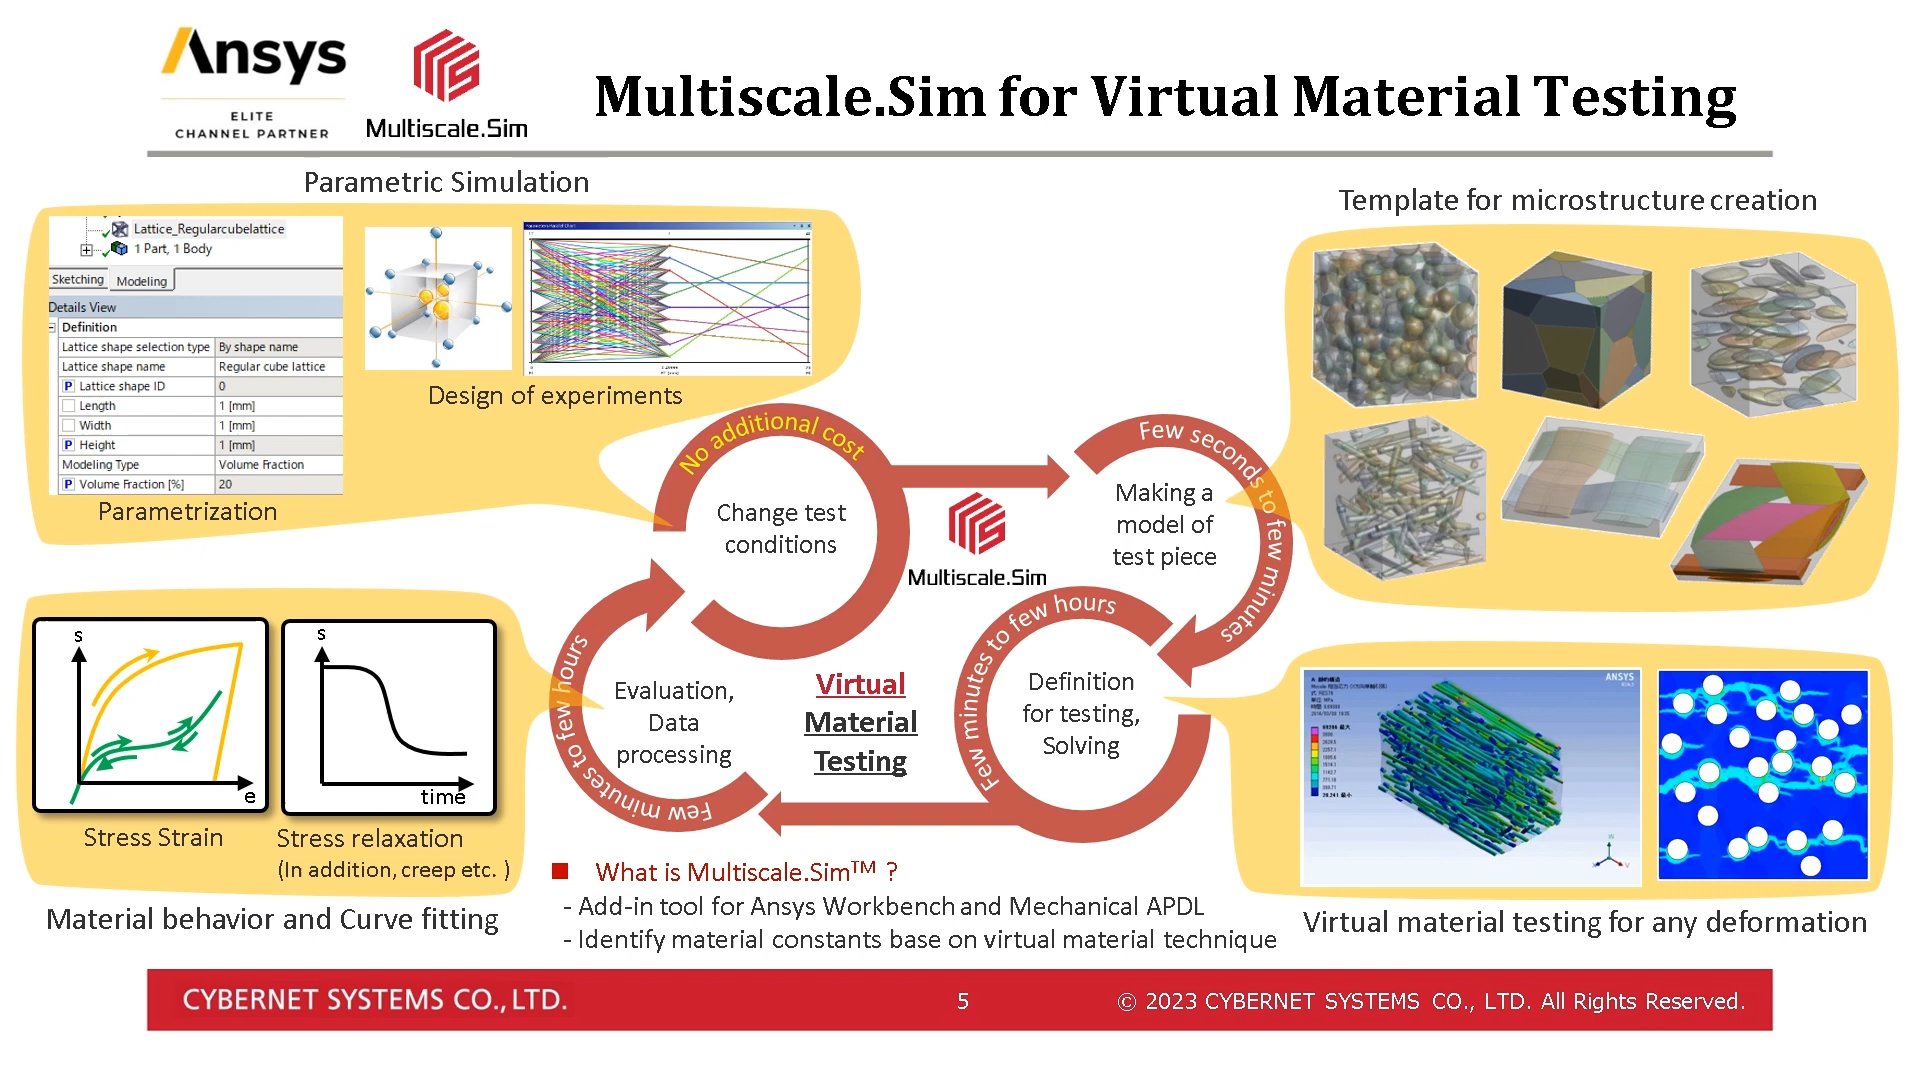 Ansys
ELITE
CHANNEL PARTNER
Multiscale.Sim
Multiscale.Sim for Virtual Material Testing
Parametric Simulation
Lattice_Regularcubelattice
1 Part, 1 Body
Sketching Modeling
Details View
Definition
Lattice shape selection type By shape name
Lattice shape name Regular cube lattice
P Lattice shape ID 0
Length 1 [mm]
Width 1 [mm]
P Height 1 [mm]
Modeling Type Volume Fraction
P Volume Fraction [%] 20
Parametrization
Design of experiments
Template for microstructure creation
No additional cost
Change test
conditions
Few seconds to few minutes
Making a
model of
test piece
Multiscale.Sim
Few minutes to few hours
Definition
for testing,
Solving
Few minutes to few hours
Evaluation,
Data
processing
Virtual
Material
Testing
s
e
Stress Strain
s
time
Stress relaxation
(In addition, creep etc. )
Material behavior and Curve fitting
ANSYS
Virtual material testing for any deformation
What is Multiscale.Sim™ ?
- Add-in tool for Ansys Workbench and Mechanical APDL
- Identify material constants base on virtual material technique
CYBERNET SYSTEMS CO., LTD.
5
© 2023 CYBERNET SYSTEMS CO., LTD. All Rights Reserved.